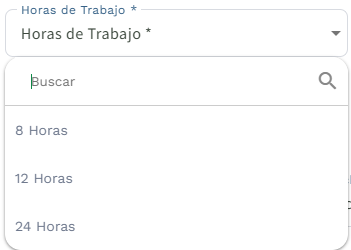 Horas de Trabajo *
Horas de Trabajo *
Buscar
8 Horas
12 Horas
24 Horas